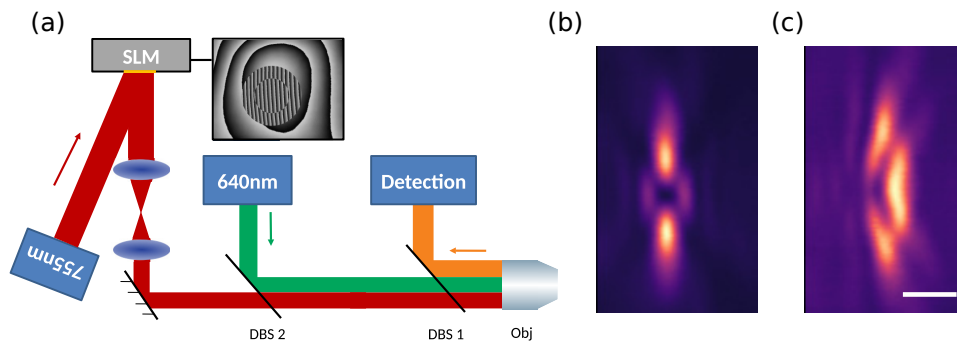 (a)
(b)
(c)
SLM
640nm
Detection
755nm
DBS 2
DBS 1
Obj